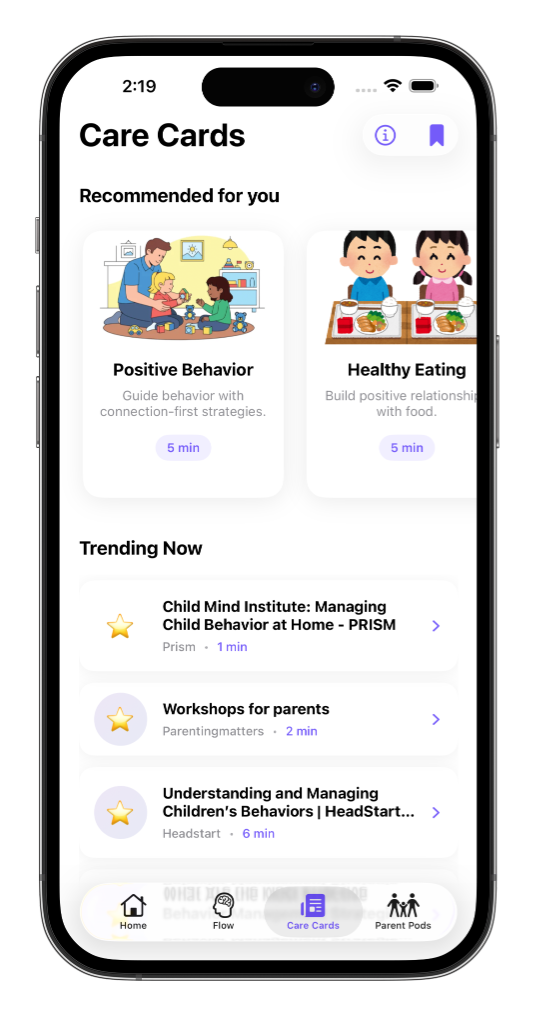 2:19
Care Cards
Recommended for you
Positive Behavior
Guide behavior with
connection-first strategies.
5 min
Healthy Eating
Build positive relationship
with food.
5 min
Trending Now
Child Mind Institute: Managing
Child Behavior at Home - PRISM
Prism • 1 min
Workshops for parents
Parentingmatters • 2 min
Understanding and Managing
Children's Behaviors | HeadStart...
Headstart • 6 min
Home
Flow
Care Cards
Parent Pods